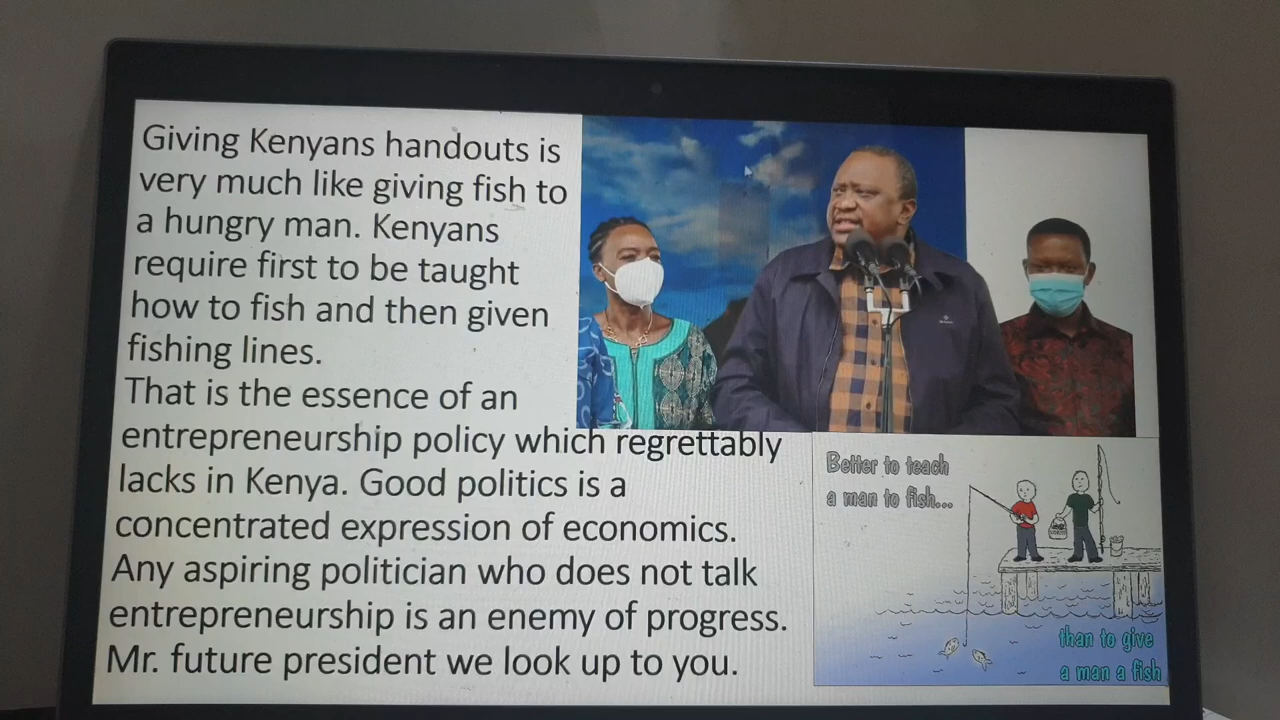 Giving Kenyans handouts is
very much like giving fish to
a hungry man. Kenyans
require first to be taught
how to fish and then given
fishing lines.
That is the essence of an
entrepreneurship policy which regrettably
lacks in Kenya. Good politics is a
concentrated expression of economics.
Any aspiring politician who does not talk
entrepreneurship is an enemy of progress.
Mr. future president we look up to you.
Better to teach
a man to fish...
than to give
a man a fish